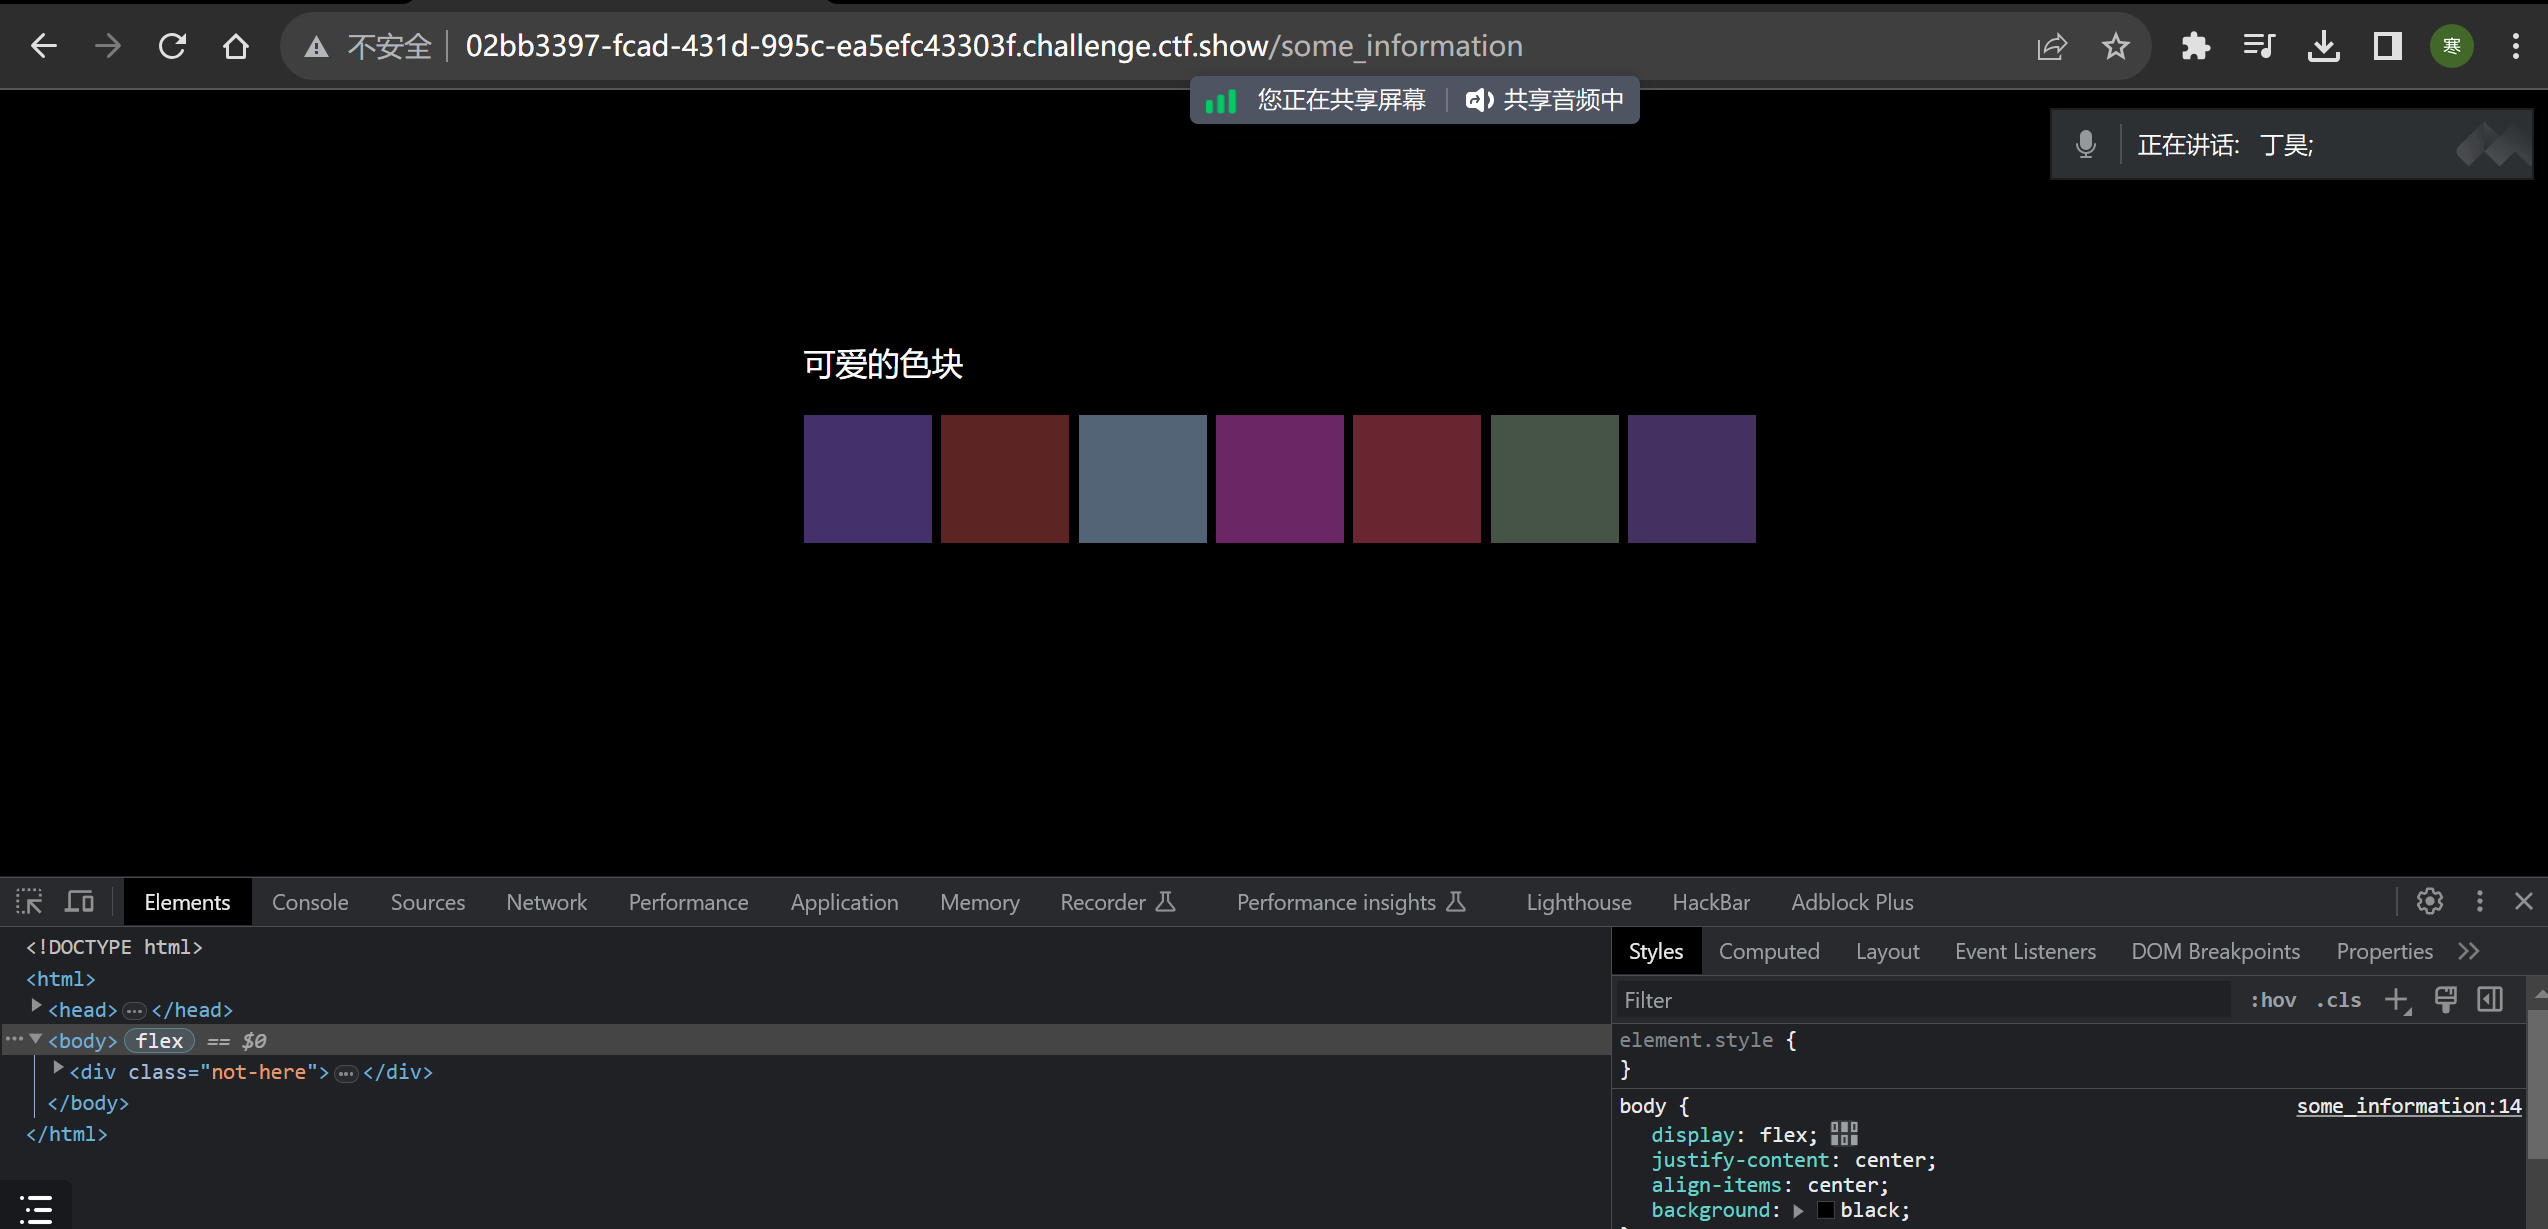 不安全 02bb3397-fcad-431d-995c-ea5efc43303f.challenge.ctf.show/some_information
寒
您正在共享屏幕 共享音频中
正在讲话: 丁昊;
可爱的色块
Elements Console Sources Network Performance Application Memory Recorder Performance insights Lighthouse HackBar Adblock Plus
<!DOCTYPE html>
<html>
<head>…</head>
<body> flex == $0
<div class="not-here">…</div>
</body>
</html>
Styles Computed Layout Event Listeners DOM Breakpoints Properties
Filter :hov .cls
element.style {
}
body { some_information:14
display: flex;
justify-content: center;
align-items: center;
background: black;